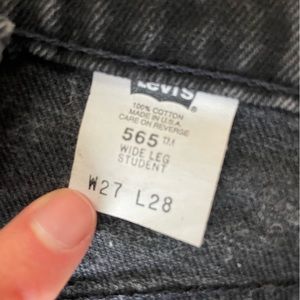 LEVI'S
100% COTTON
MADE IN U.S.A.
CARE ON REVERSE
565 TM
WIDE LEG
STUDENT
W27 L28